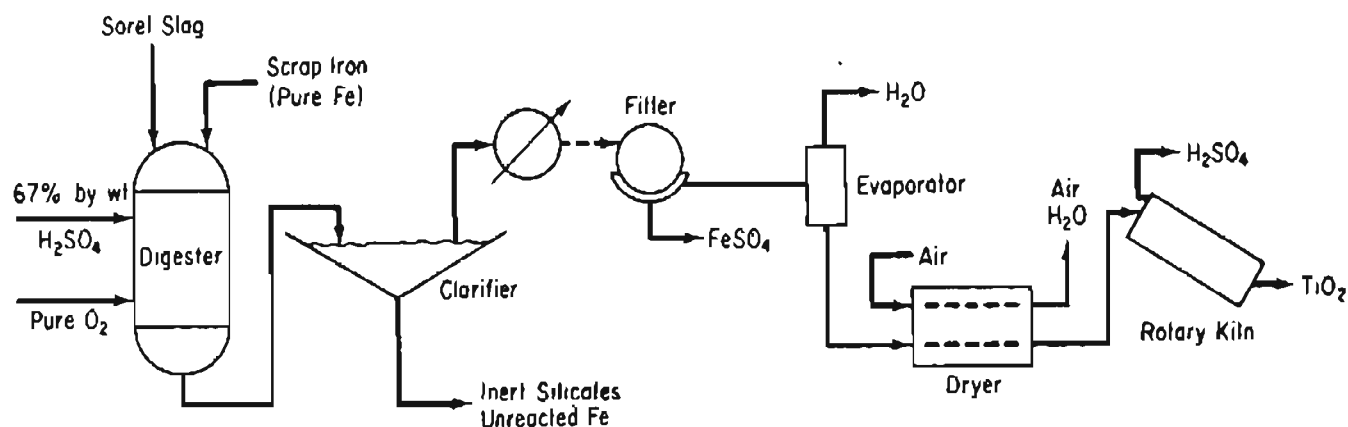 Sorel Slag
Scrap Iron
(Pure Fe)
67% by wt
H₂SO₄
Pure O₂
Digester
Clarifier
Inert Silicates
Unreacted Fe
Filter
FeSO₄
H₂O
Evaporator
Air
Air
H₂O
Dryer
H₂SO₄
TiO₂
Rotary Kiln